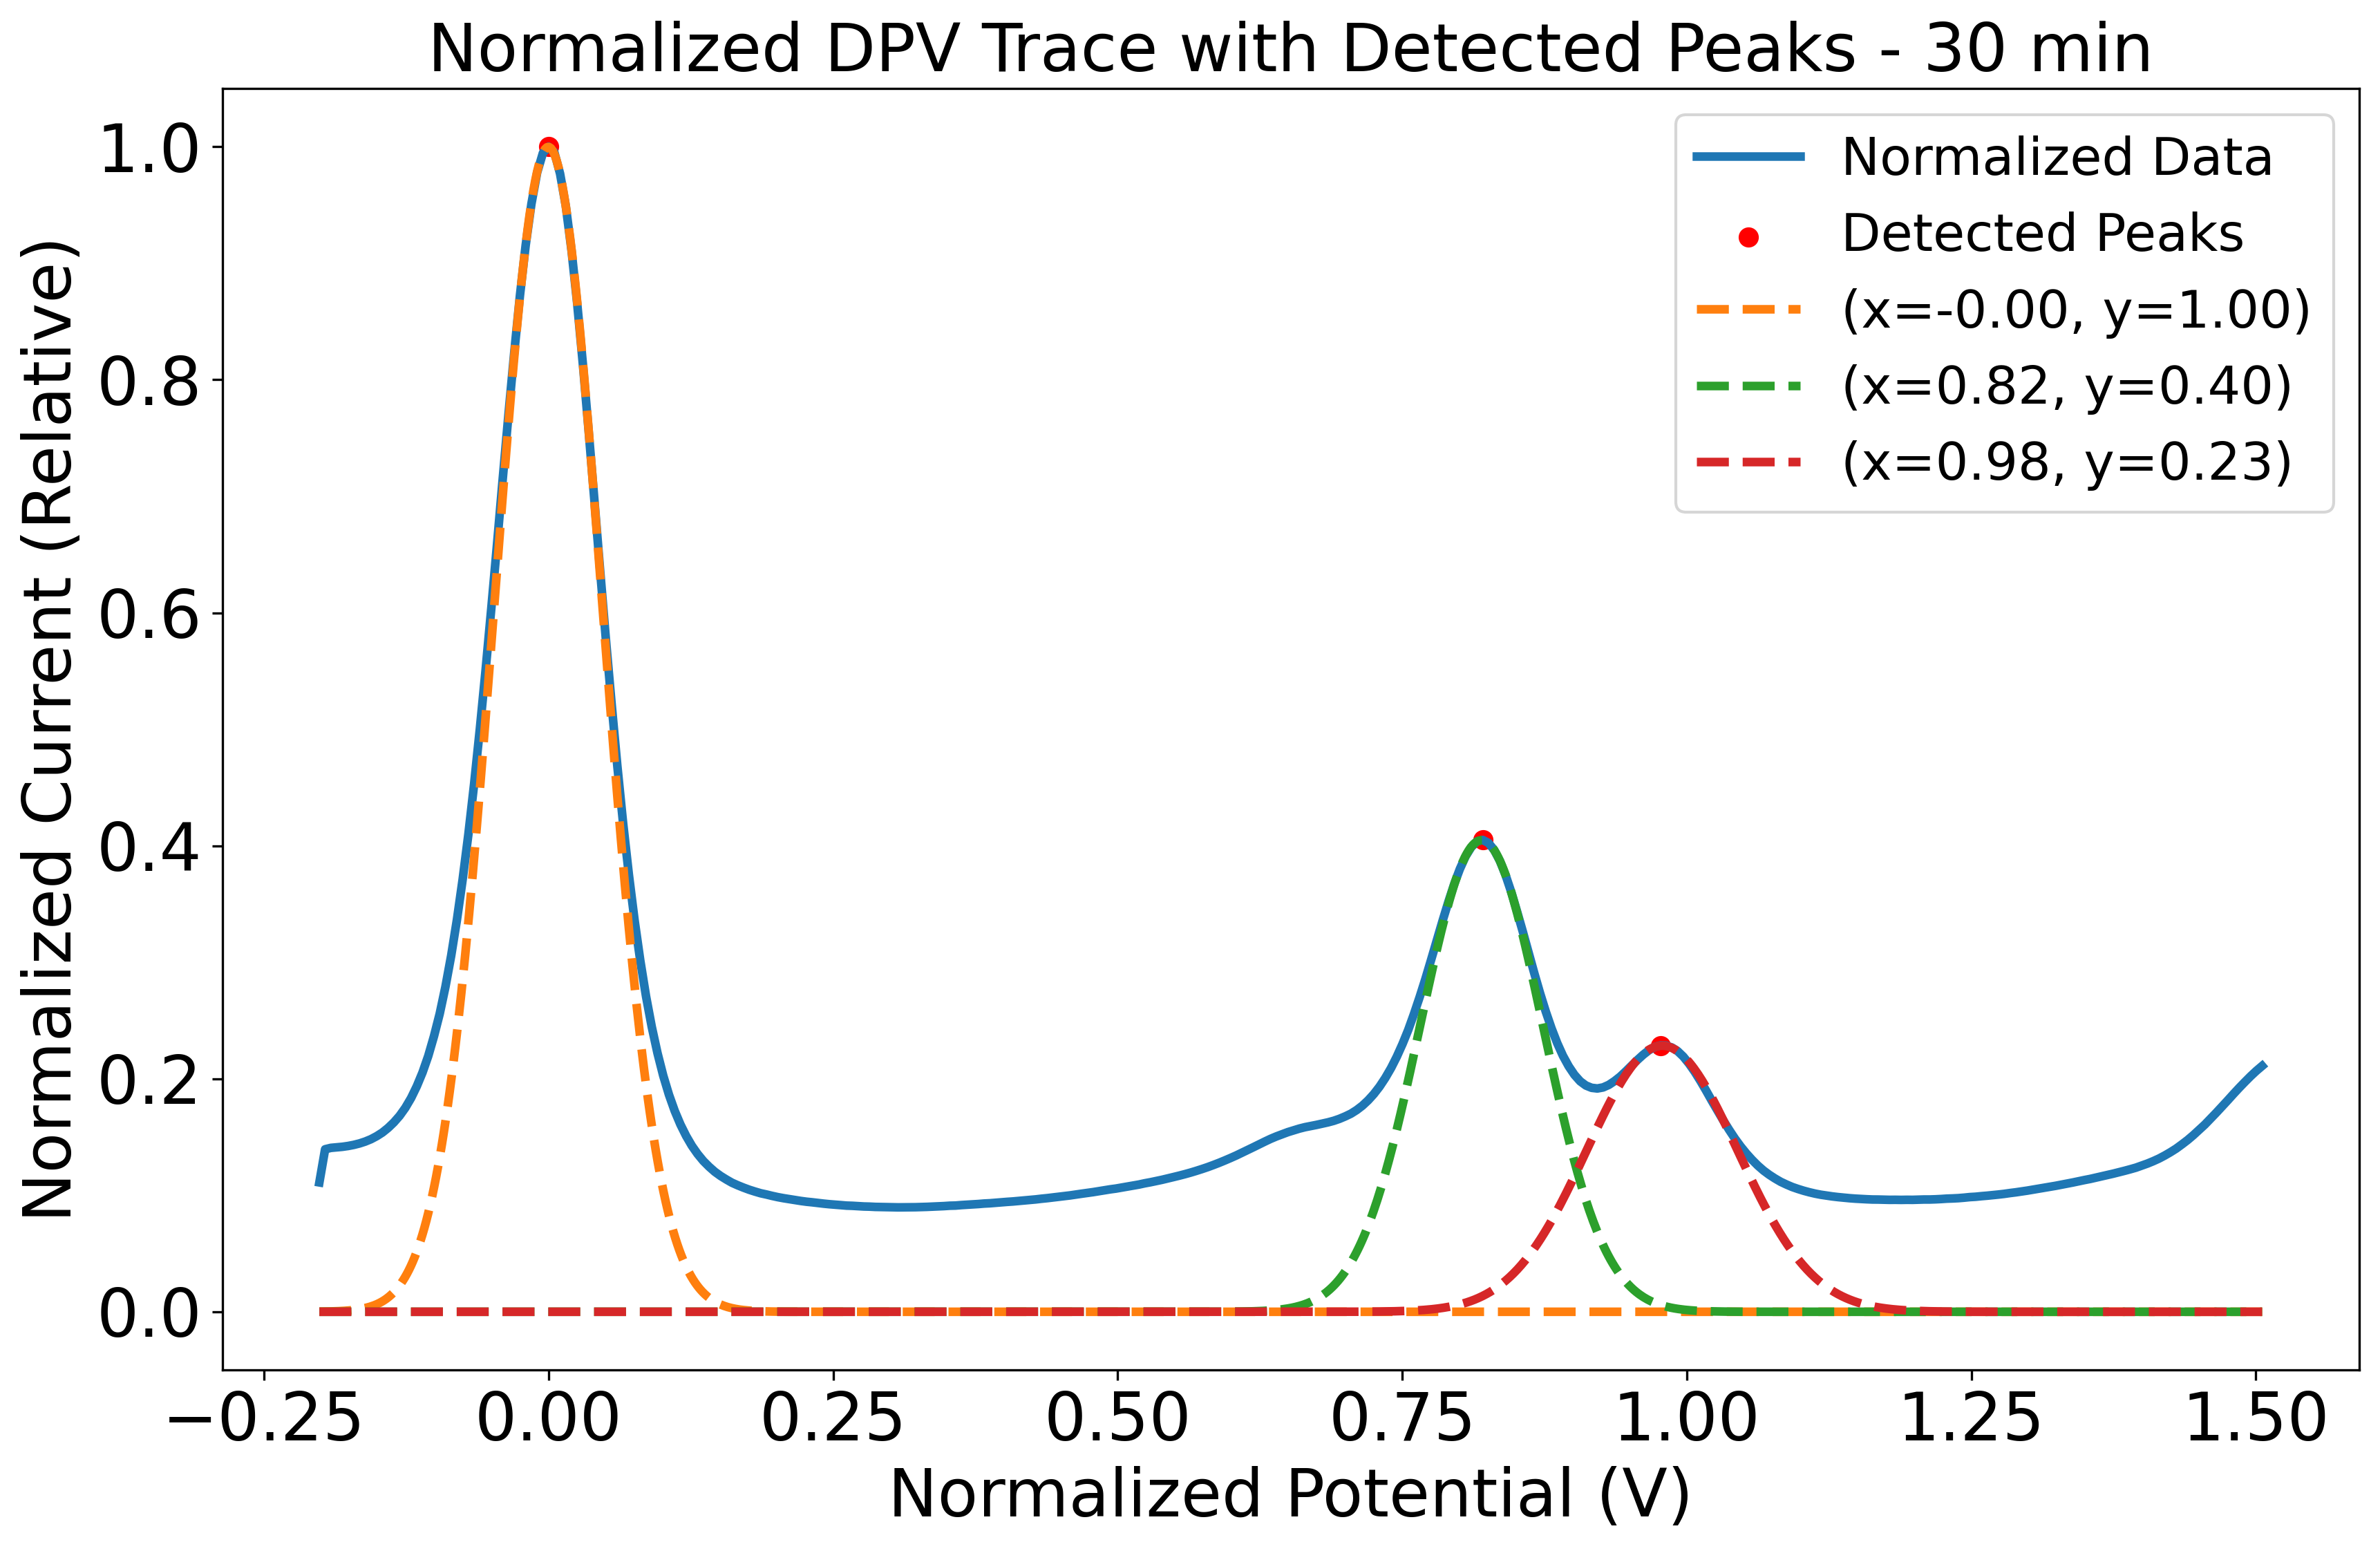 Normalized DPV Trace with Detected Peaks - 30 min
Normalized Current (Relative)
1.0
0.8
0.6
0.4
0.2
0.0
Normalized Data
Detected Peaks
(x=-0.00, y=1.00)
(x=0.82, y=0.40)
(x=0.98, y=0.23)
−0.25
0.00
0.25
0.50
0.75
1.00
1.25
1.50
Normalized Potential (V)